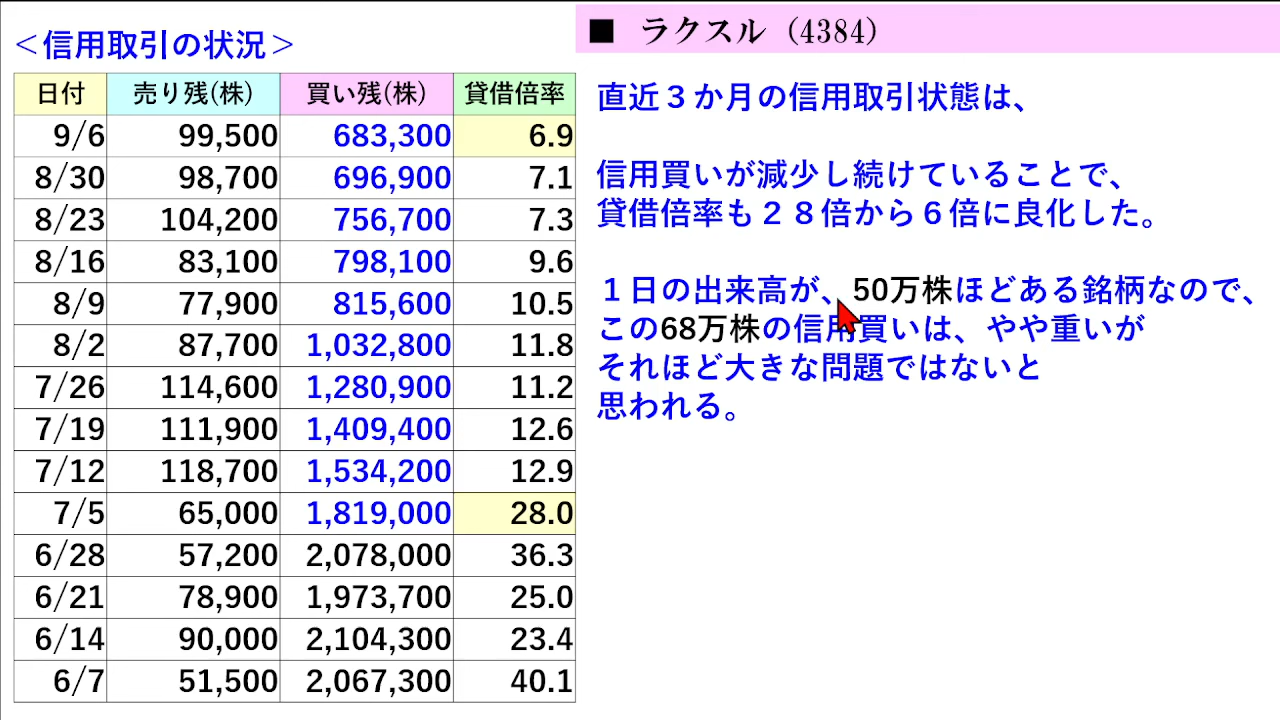 ＜信用取引の状況＞
日付 売り残(株) 買い残(株) 貸借倍率
9/6 99,500 683,300 6.9
8/30 98,700 696,900 7.1
8/23 104,200 756,700 7.3
8/16 83,100 798,100 9.6
8/9 77,900 815,600 10.5
8/2 87,700 1,032,800 11.8
7/26 114,600 1,280,900 11.2
7/19 111,900 1,409,400 12.6
7/12 118,700 1,534,200 12.9
7/5 65,000 1,819,000 28.0
6/28 57,200 2,078,000 36.3
6/21 78,900 1,973,700 25.0
6/14 90,000 2,104,300 23.4
6/7 51,500 2,067,300 40.1
■ ラクスル（4384）
直近３か月の信用取引状態は、
信用買いが減少し続けていることで、
貸借倍率も２８倍から６倍に良化した。
１日の出来高が、50万株ほどある銘柄なので、
この68万株の信用買いは、やや重いが
それほど大きな問題ではないと
思われる。